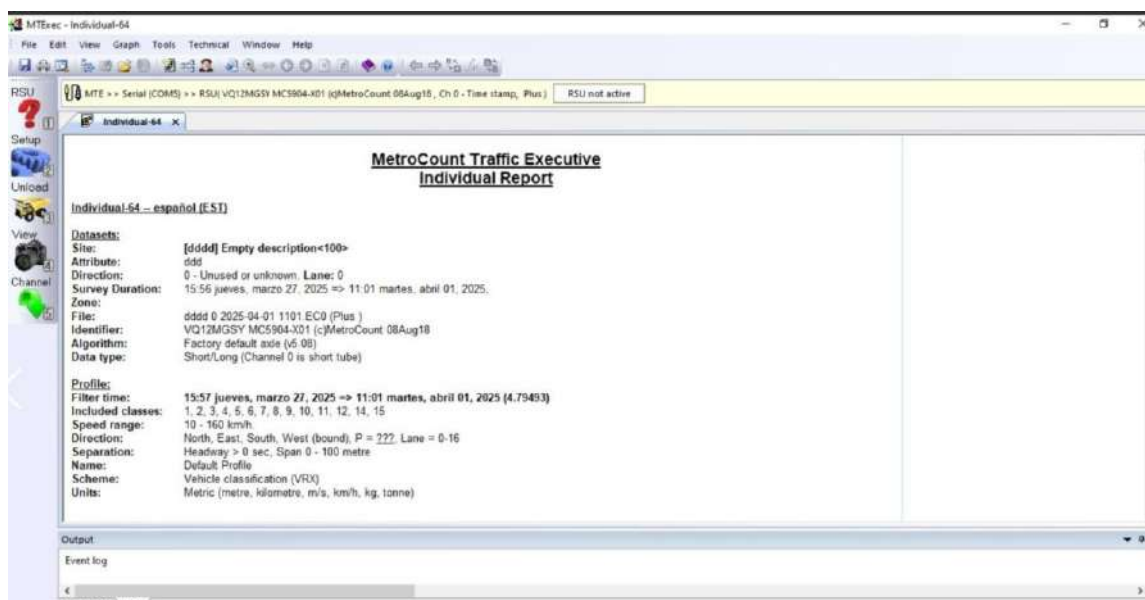 MTExec - Individual-64
File Edit View Graph Tools Technical Window Help
RSU
MTE >> Serial (COM5) >> RSU( VQ12MGSY MC5904-X01 (c)MetroCount 08Aug18 , Ch 0 - Time stamp, Plus ) RSU not active
1
Individual-64 X
Setup
2
Unload
3
View
4
Channel
5
MetroCount Traffic Executive
Individual Report
Individual-64 – español (EST)
Datasets:
Site: [dddd] Empty description<100>
Attribute: ddd
Direction: 0 - Unused or unknown. Lane: 0
Survey Duration: 15:56 jueves, marzo 27, 2025 => 11:01 martes, abril 01, 2025.
Zone:
File: dddd 0 2025-04-01 1101.EC0 (Plus )
Identifier: VQ12MGSY MC5904-X01 (c)MetroCount 08Aug18
Algorithm: Factory default axle (v5.08)
Data type: Short/Long (Channel 0 is short tube)
Profile:
Filter time: 15:57 jueves, marzo 27, 2025 => 11:01 martes, abril 01, 2025 (4.79493)
Included classes: 1, 2, 3, 4, 5, 6, 7, 8, 9, 10, 11, 12, 14, 15
Speed range: 10 - 160 km/h.
Direction: North, East, South, West (bound), P = ???, Lane = 0-16
Separation: Headway > 0 sec, Span 0 - 100 metre
Name: Default Profile
Scheme: Vehicle classification (VRX)
Units: Metric (metre, kilometre, m/s, km/h, kg, tonne)
Output
Event log